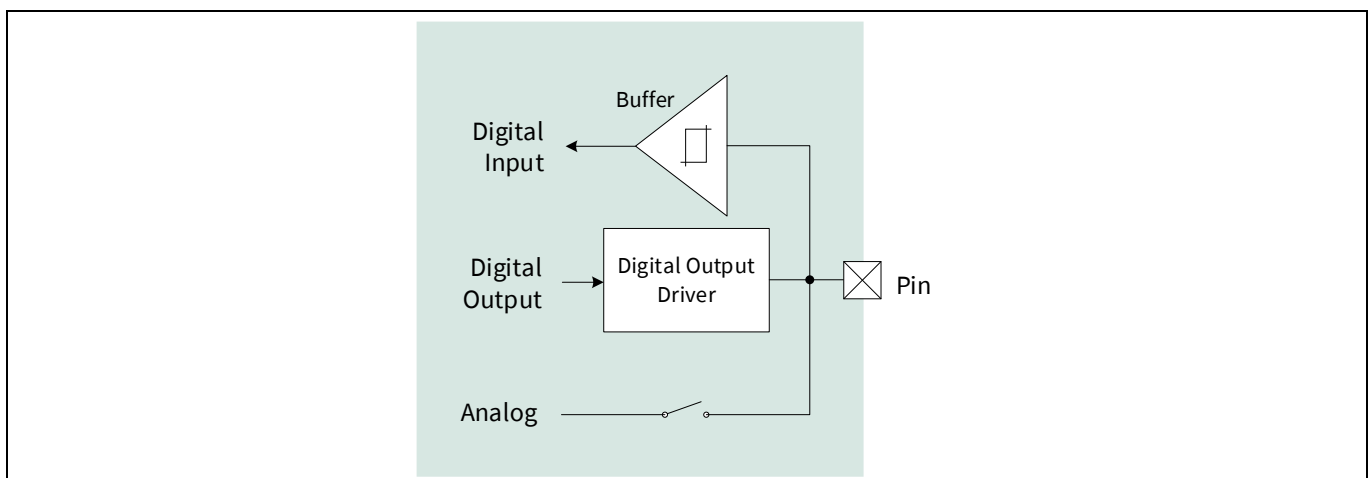 Buffer
Digital
Input
Digital
Output
Digital Output
Driver
Pin
Analog